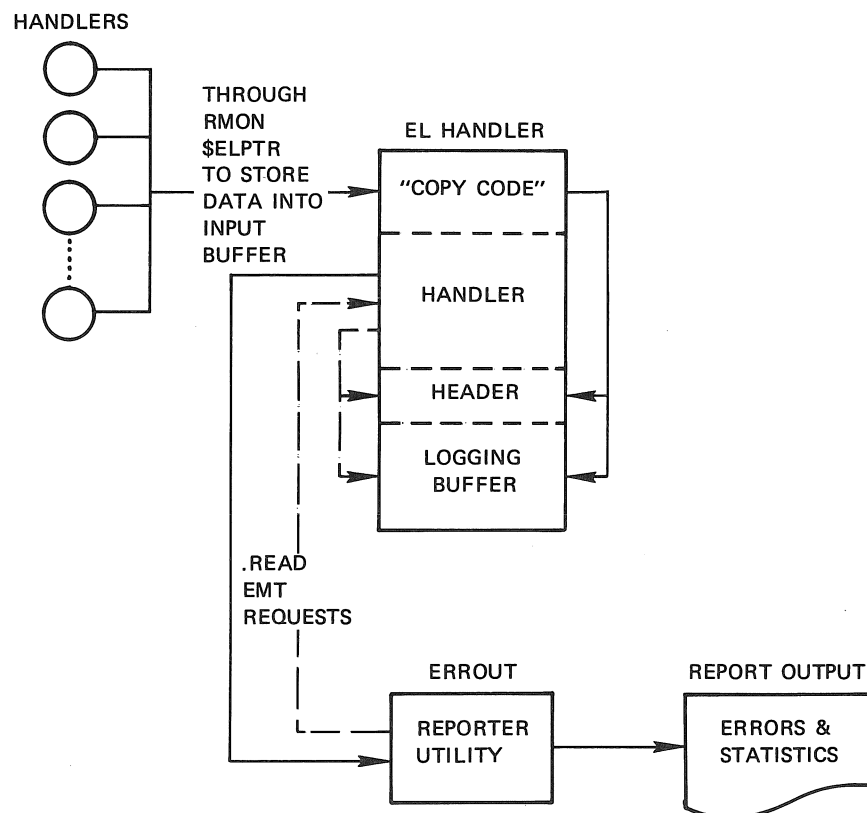 HANDLERS
THROUGH
RMON
$ELPTR
TO STORE
DATA INTO
INPUT
BUFFER
EL HANDLER
"COPY CODE"
HANDLER
HEADER
LOGGING
BUFFER
.READ
EMT
REQUESTS
ERROUT
REPORTER
UTILITY
REPORT OUTPUT
ERRORS &
STATISTICS